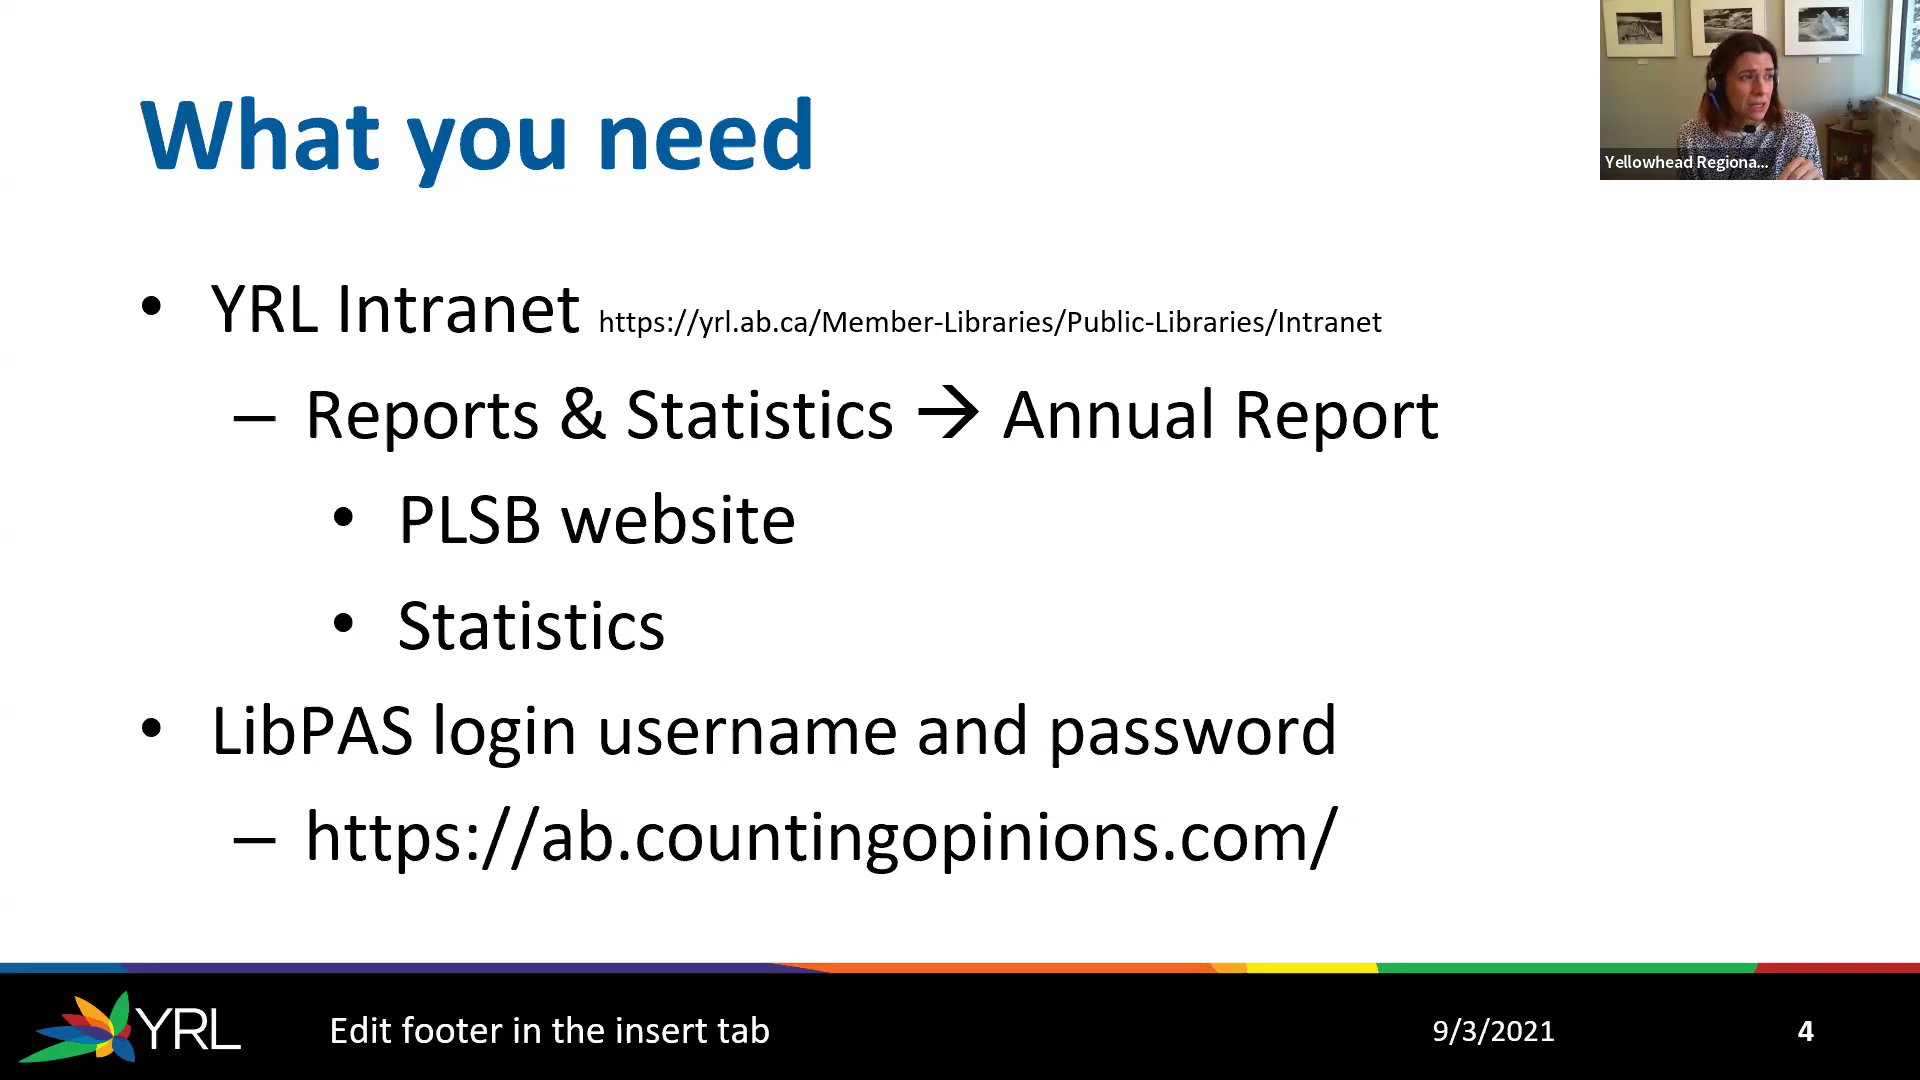 What you need
Yellowhead Regiona...
• YRL Intranet https://yrl.ab.ca/Member-Libraries/Public-Libraries/Intranet
– Reports & Statistics → Annual Report
• PLSB website
• Statistics
• LibPAS login username and password
– https://ab.countingopinions.com/
YRL
Edit footer in the insert tab
9/3/2021
4